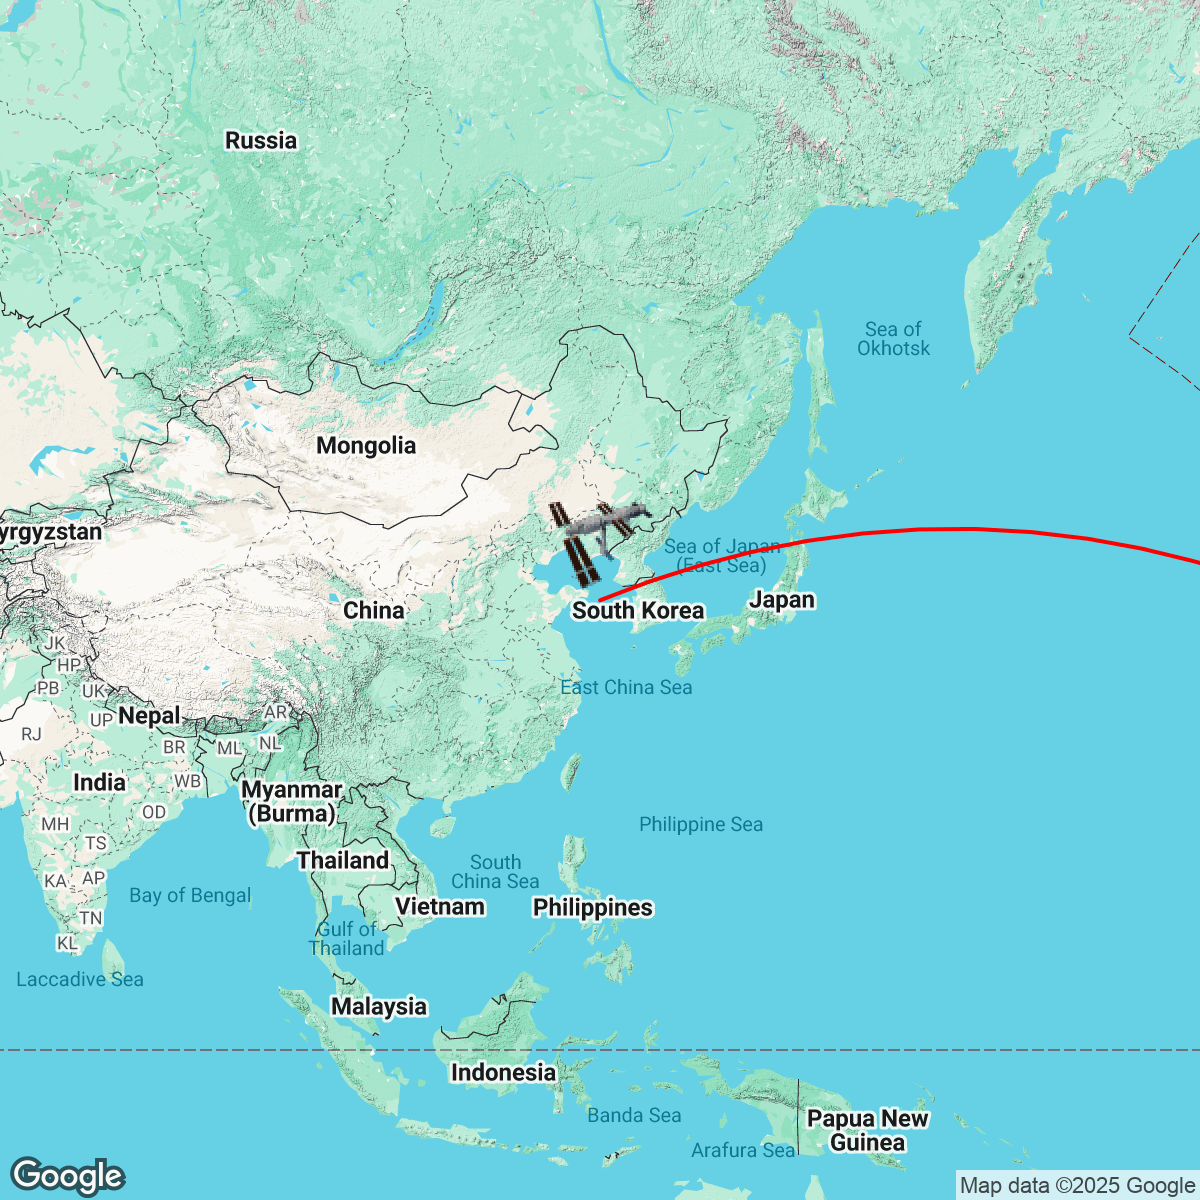 Russia
Sea of
Okhotsk
Mongolia
yrgyzstan
Sea of Japan
(East Sea)
China
South Korea
Japan
JK
HP
PB
UK
East China Sea
UP
Nepal
AR
RJ
BR
ML
NL
India
WB
Myanmar
(Burma)
OD
MH
Philippine Sea
TS
Thailand
South
China Sea
KA
AP
Bay of Bengal
Vietnam
Philippines
TN
Gulf of
Thailand
KL
Laccadive Sea
Malaysia
Indonesia
Banda Sea
Papua New
Guinea
Arafura Sea
Google
Map data ©2025 Google